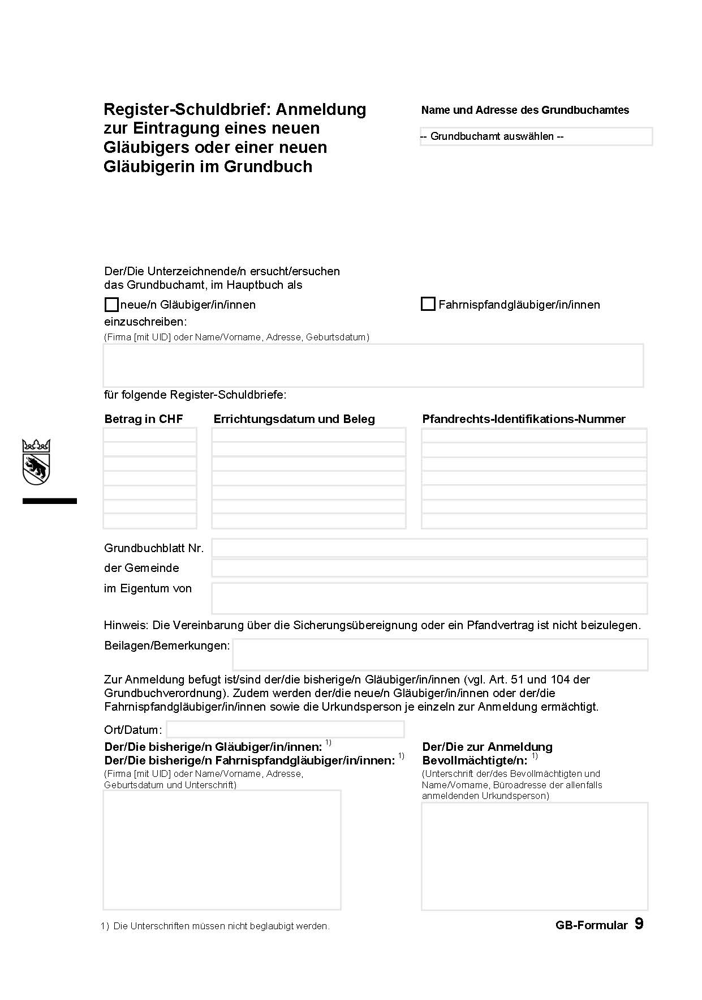 Register-Schuldbrief: Anmeldung
zur Eintragung eines neuen
Gläubigers oder einer neuen
Gläubigerin im Grundbuch
Name und Adresse des Grundbuchamtes
-- Grundbuchamt auswählen --
Der/Die Unterzeichnende/n ersucht/ersuchen
das Grundbuchamt, im Hauptbuch als
neue/n Gläubiger/in/innen
Fahrnispfandgläubiger/in/innen
einzuschreiben:
(Firma [mit UID] oder Name/Vorname, Adresse, Geburtsdatum)
für folgende Register-Schuldbriefe:
Betrag in CHF
Errichtungsdatum und Beleg
Pfandrechts-Identifikations-Nummer
Grundbuchblatt Nr.
der Gemeinde
im Eigentum von
Hinweis: Die Vereinbarung über die Sicherungsübereignung oder ein Pfandvertrag ist nicht beizulegen.
Beilagen/Bemerkungen:
Zur Anmeldung befugt ist/sind der/die bisherige/n Gläubiger/in/innen (vgl. Art. 51 und 104 der
Grundbuchverordnung). Zudem werden der/die neue/n Gläubiger/in/innen oder der/die
Fahrnispfandgläubiger/in/innen sowie die Urkundsperson je einzeln zur Anmeldung ermächtigt.
Ort/Datum:
Der/Die bisherige/n Gläubiger/in/innen: 1)
Der/Die bisherige/n Fahrnispfandgläubiger/in/innen: 1)
(Firma [mit UID] oder Name/Vorname, Adresse,
Geburtsdatum und Unterschrift)
Der/Die zur Anmeldung
Bevollmächtigte/n: 1)
(Unterschrift der/des Bevollmächtigten und
Name/Vorname, Büroadresse der allenfalls
anmeldenden Urkundsperson)
1) Die Unterschriften müssen nicht beglaubigt werden.
GB-Formular 9